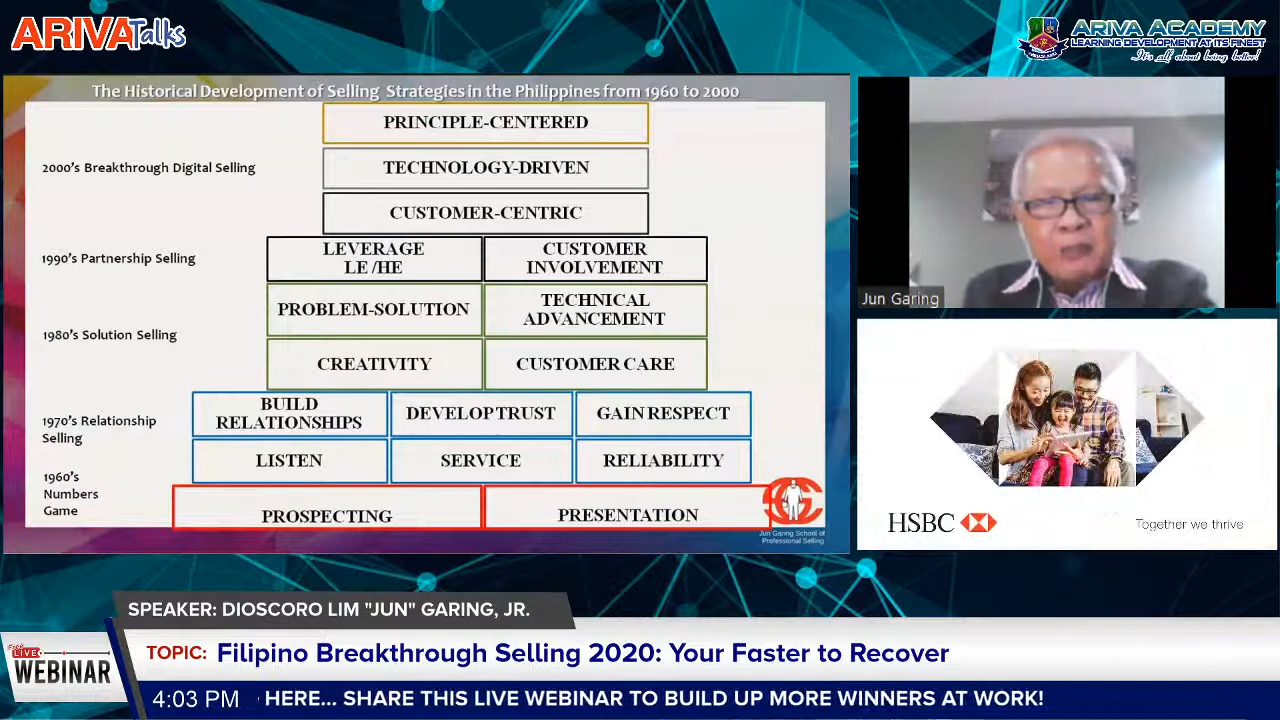 ARIVATalks
ARIVA ACADEMY
LEARNING DEVELOPMENT AT ITS FINEST
It's all about being better!
The Historical Development of Selling Strategies in the Philippines from 1960 to 2000
PRINCIPLE-CENTERED
2000's Breakthrough Digital Selling
TECHNOLOGY-DRIVEN
CUSTOMER-CENTRIC
1990's Partnership Selling
LEVERAGE
LE /HE
CUSTOMER
INVOLVEMENT
PROBLEM-SOLUTION
TECHNICAL
ADVANCEMENT
1980's Solution Selling
CREATIVITY
CUSTOMER CARE
1970's Relationship
Selling
BUILD
RELATIONSHIPS
DEVELOP TRUST
GAIN RESPECT
LISTEN
SERVICE
RELIABILITY
1960's
Numbers
Game
PROSPECTING
PRESENTATION
Jun Garing School of
Professional Selling
Jun Garing
HSBC
Together we thrive
SPEAKER: DIOSCORO LIM "JUN" GARING, JR.
Free
LIVE
WEBINAR
TOPIC: Filipino Breakthrough Selling 2020: Your Faster to Recover
4:03 PM
HERE... SHARE THIS LIVE WEBINAR TO BUILD UP MORE WINNERS AT WORK!